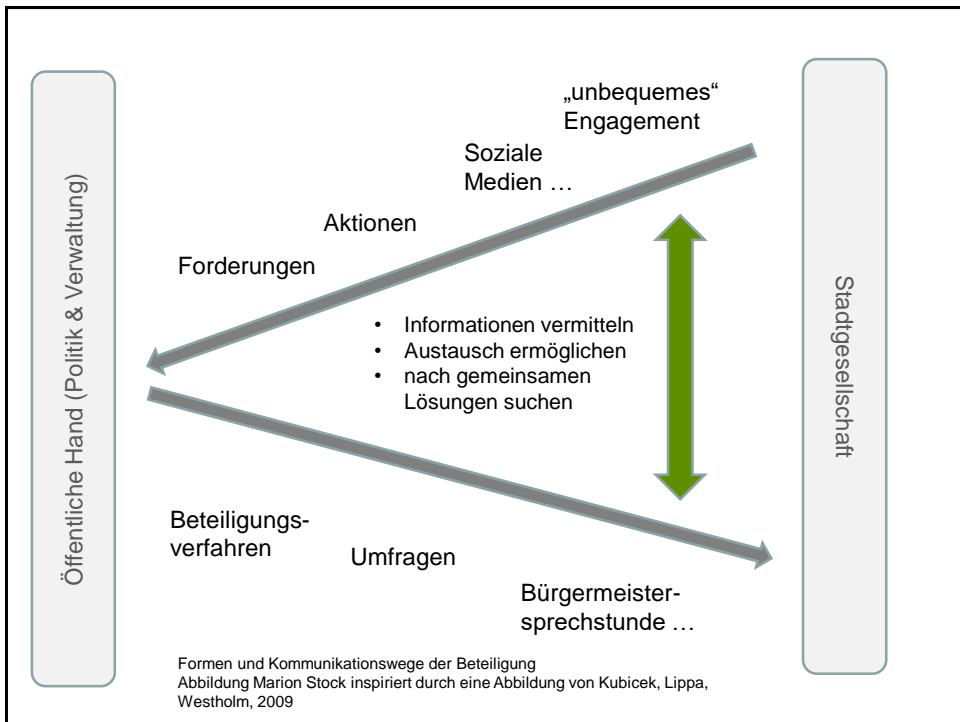 Öffentliche Hand (Politik & Verwaltung)
„unbequemes“
Engagement
Soziale
Medien …
Aktionen
Forderungen
• Informationen vermitteln
• Austausch ermöglichen
• nach gemeinsamen
Lösungen suchen
Stadtgesellschaft
Beteiligungs-
verfahren
Umfragen
Bürgermeister-
sprechstunde …
Formen und Kommunikationswege der Beteiligung
Abbildung Marion Stock inspiriert durch eine Abbildung von Kubicek, Lippa,
Westholm, 2009